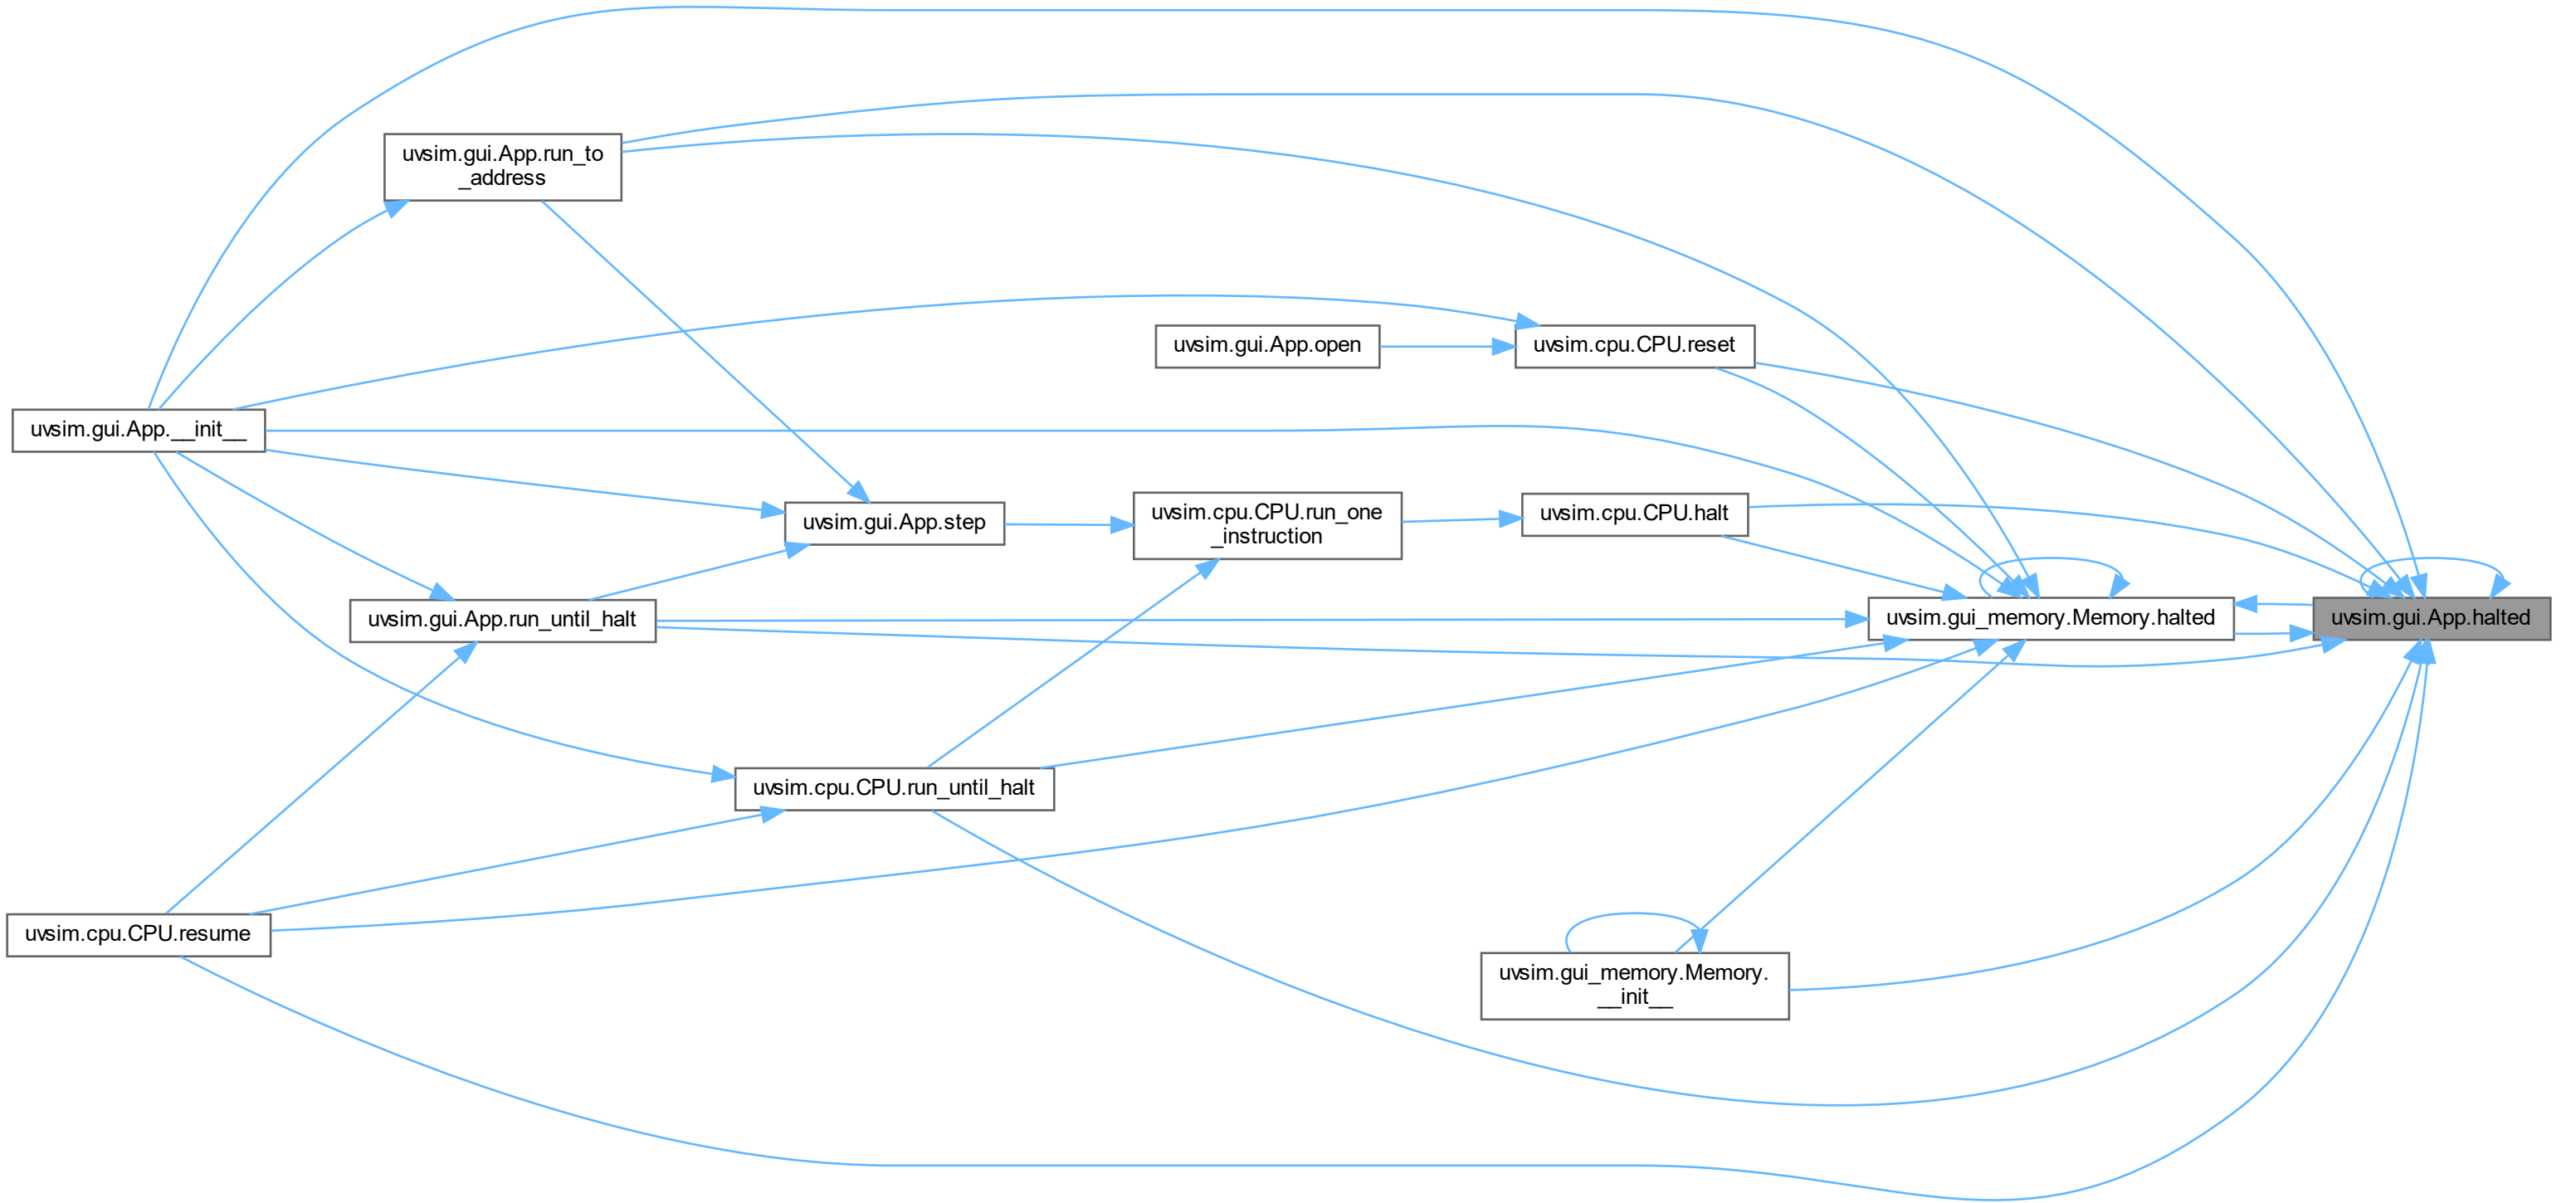 uvsim.gui.App.run_to
_address
uvsim.gui.App.open
uvsim.cpu.CPU.reset
uvsim.gui.App.__init__
uvsim.gui.App.step
uvsim.cpu.CPU.run_one
_instruction
uvsim.cpu.CPU.halt
uvsim.gui.App.run_until_halt
uvsim.gui_memory.Memory.halted
uvsim.gui.App.halted
uvsim.cpu.CPU.run_until_halt
uvsim.cpu.CPU.resume
uvsim.gui_memory.Memory.
__init__